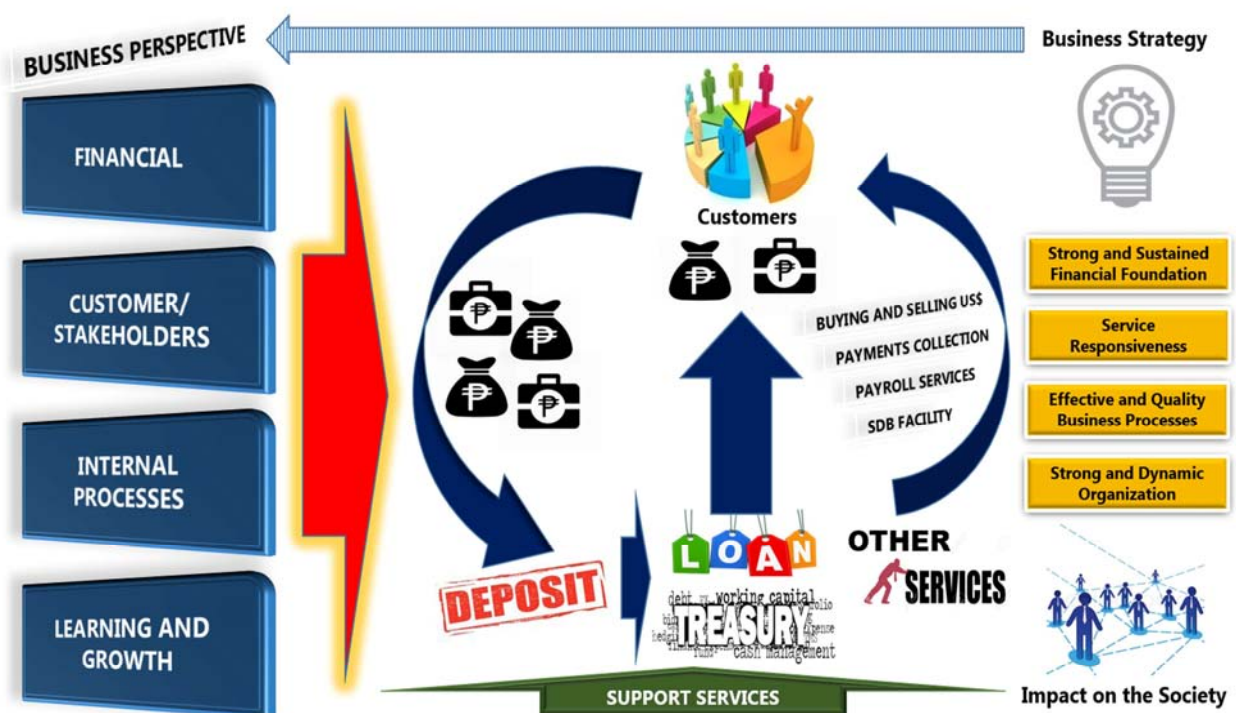 BUSINESS PERSPECTIVE
Business Strategy
FINANCIAL
CUSTOMER/
STAKEHOLDERS
INTERNAL
PROCESSES
LEARNING AND
GROWTH
Customers
₱
₱
₱
₱
₱
₱
BUYING AND SELLING US$
PAYMENTS COLLECTION
PAYROLL SERVICES
SDB FACILITY
Strong and Sustained
Financial Foundation
Service
Responsiveness
Effective and Quality
Business Processes
Strong and Dynamic
Organization
DEPOSIT
LOAN
debt
working capital
TREASURY
cash management
OTHER
SERVICES
SUPPORT SERVICES
Impact on the Society